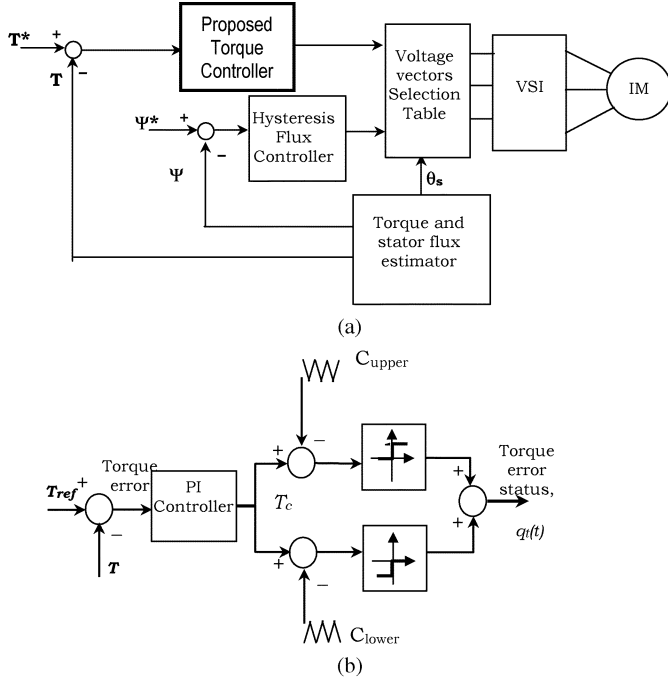 T*
+
−
T
Proposed
Torque
Controller
Ψ*
+
−
Ψ
Hysteresis
Flux
Controller
Voltage
vectors
Selection
Table
VSI
IM
θs
Torque and
stator flux
estimator
(a)
Cupper
−
+
Torque
error
Tref
+
−
T
PI
Controller
Tc
+
−
Clower
+
+
Torque
error
status,
qt(t)
(b)